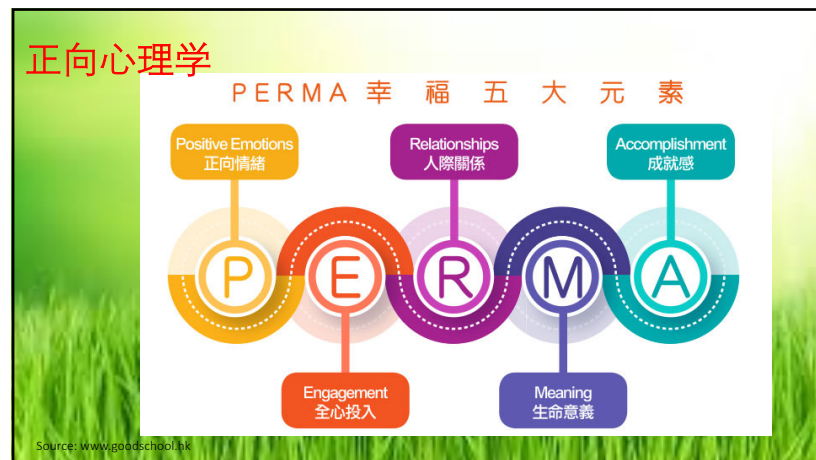 正向心理学
PERMA 幸福五大元素
Positive Emotions
正向情緒
Relationships
人際關係
Accomplishment
成就感
P
E
R
M
A
Engagement
全心投入
Meaning
生命意義
Source: www.goodschool.hk